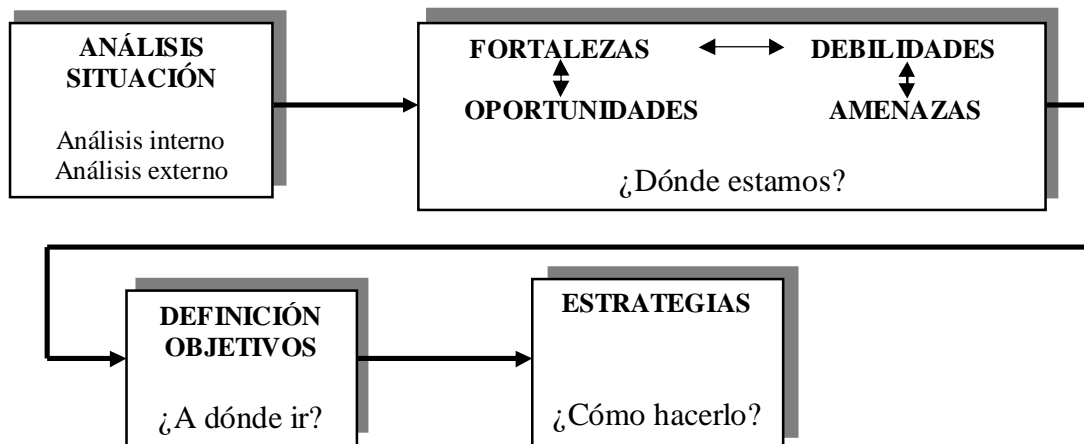 ANÁLISIS
SITUACIÓN
Análisis interno
Análisis externo
FORTALEZAS DEBILIDADES
OPORTUNIDADES AMENAZAS
¿Dónde estamos?
DEFINICIÓN
OBJETIVOS
¿A dónde ir?
ESTRATEGIAS
¿Cómo hacerlo?